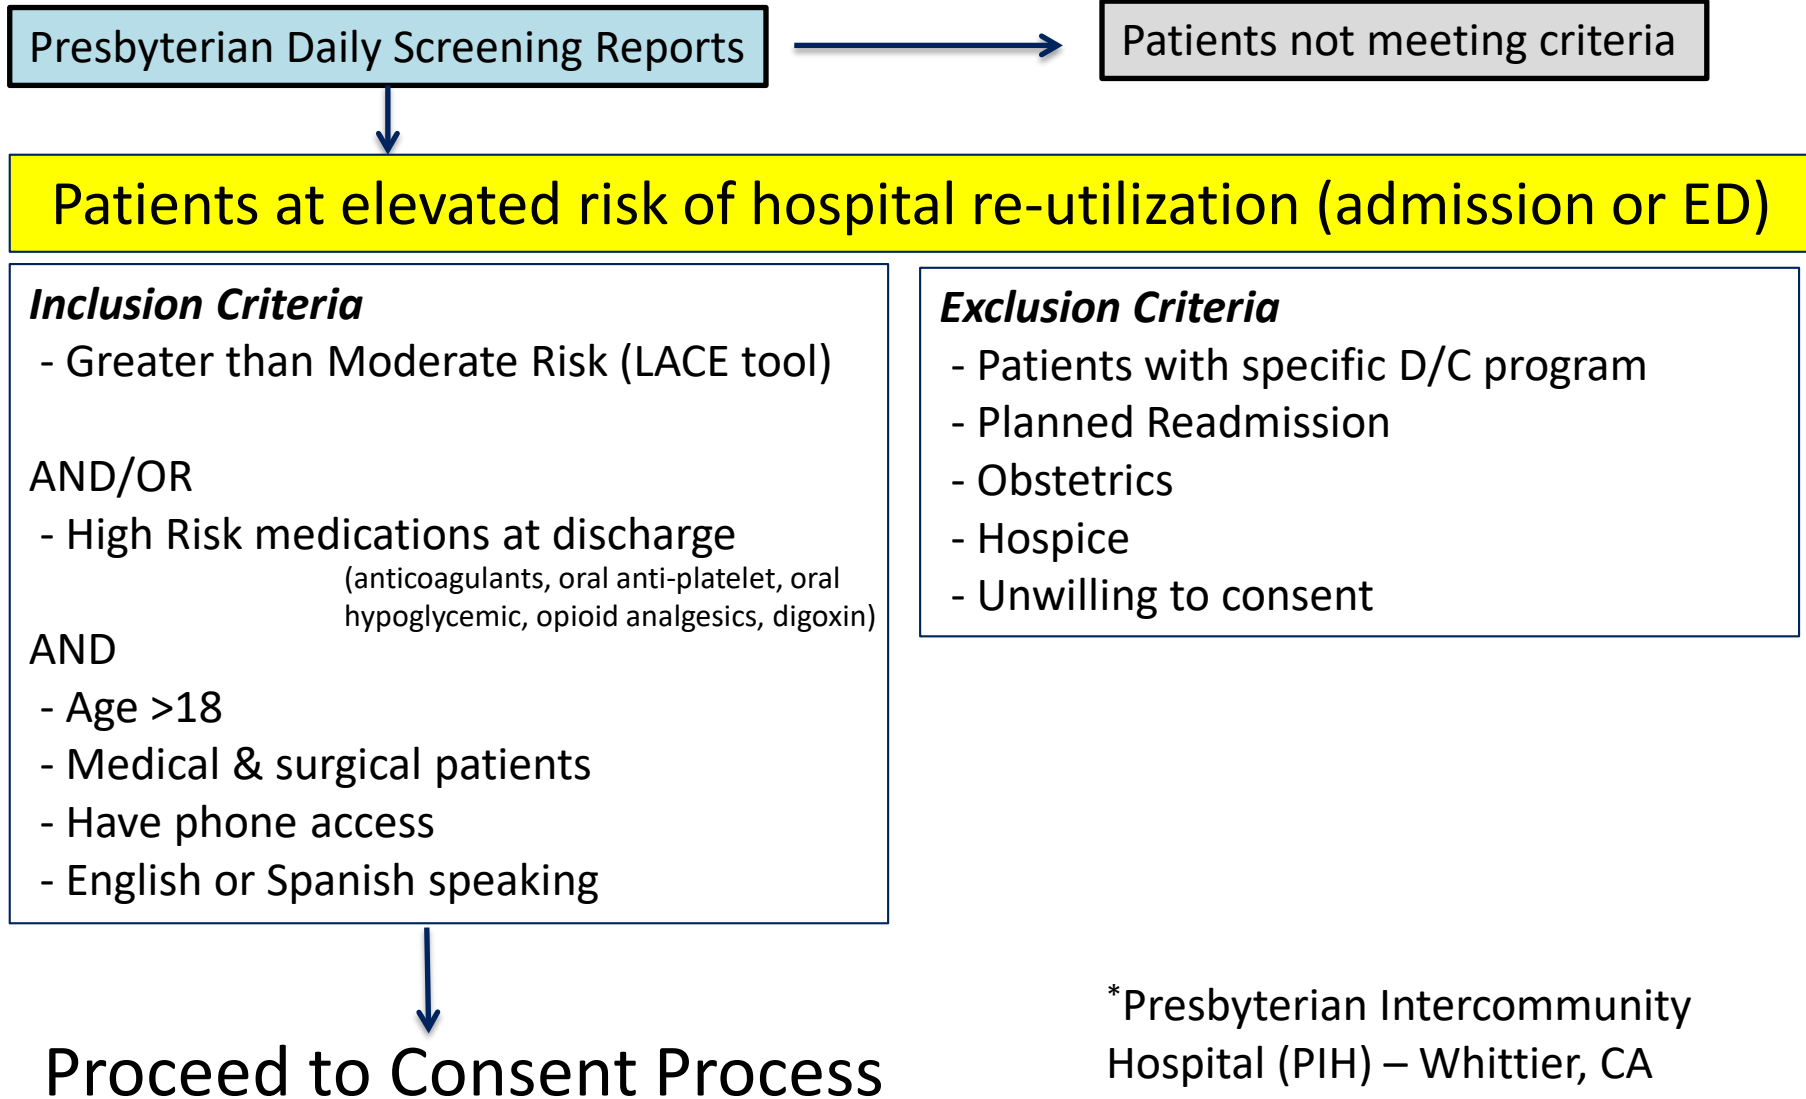 Presbyterian Daily Screening Reports
Patients not meeting criteria
Patients at elevated risk of hospital re-utilization (admission or ED)
Inclusion Criteria
- Greater than Moderate Risk (LACE tool)
AND/OR
- High Risk medications at discharge
(anticoagulants, oral anti-platelet, oral
hypoglycemic, opioid analgesics, digoxin)
AND
- Age >18
- Medical & surgical patients
- Have phone access
- English or Spanish speaking
Exclusion Criteria
- Patients with specific D/C program
- Planned Readmission
- Obstetrics
- Hospice
- Unwilling to consent
Proceed to Consent Process
*Presbyterian Intercommunity
Hospital (PIH) – Whittier, CA